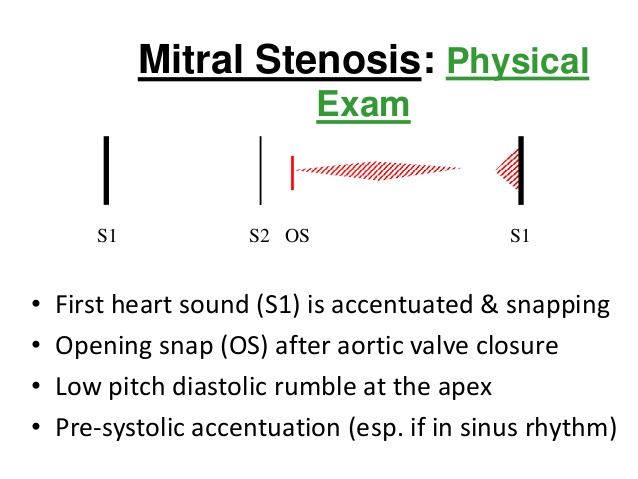 Mitral Stenosis: Physical
Exam
S1 S2 OS S1
• First heart sound (S1) is accentuated & snapping
• Opening snap (OS) after aortic valve closure
• Low pitch diastolic rumble at the apex
• Pre-systolic accentuation (esp. if in sinus rhythm)